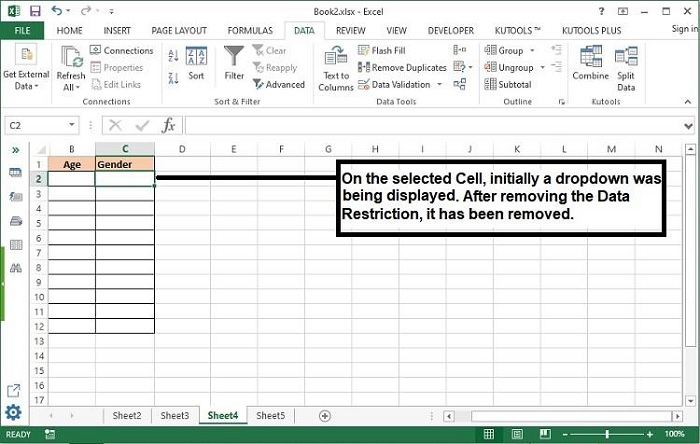 Book2.xlsx - Excel
FILE HOME INSERT PAGE LAYOUT FORMULAS DATA REVIEW VIEW DEVELOPER KUTOOLS ™ KUTOOLS PLUS Sign in
Get External Data
Refresh All
Connections
Properties
Edit Links
Connections
Sort
Filter
Clear
Reapply
Advanced
Sort & Filter
Text to Columns
Flash Fill
Remove Duplicates
Data Validation
Data Tools
Group
Ungroup
Subtotal
Outline
Combine
Split Data
Kutools
C2 fx
B C D E F G H I J K L M N
1 Age Gender
2
3
4
5
6
7
8
9
10
11
12
13
14
15
16
17
On the selected Cell, initially a dropdown was
being displayed. After removing the Data
Restriction, it has been removed.
Sheet2 Sheet3 Sheet4 Sheet5
READY 100%